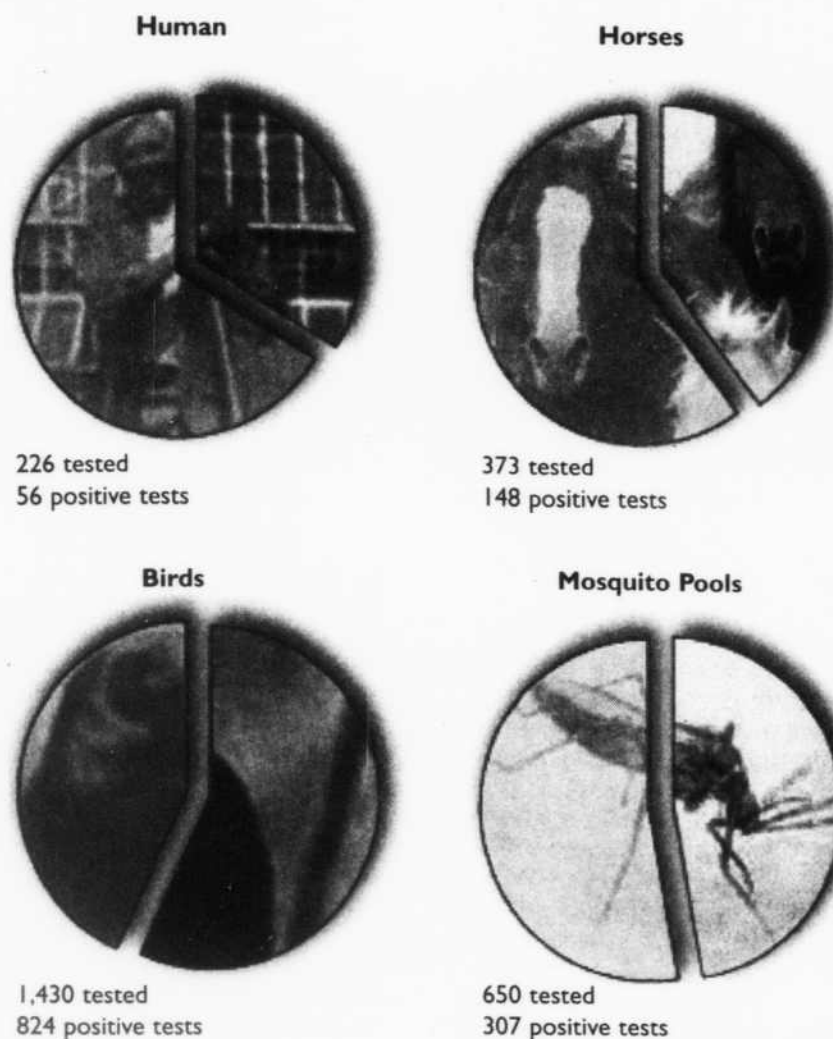 Human
Horses
226 tested
56 positive tests
373 tested
148 positive tests
Birds
Mosquito Pools
1,430 tested
824 positive tests
650 tested
307 positive tests